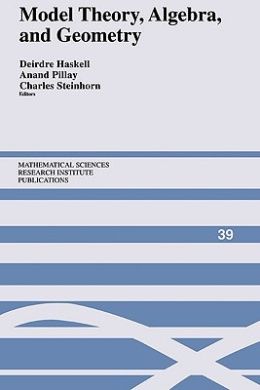 Model Theory, Algebra,
and Geometry
Deirdre Haskell
Anand Pillay
Charles Steinhorn
Editors
MATHEMATICAL SCIENCES
RESEARCH INSTITUTE
PUBLICATIONS
39